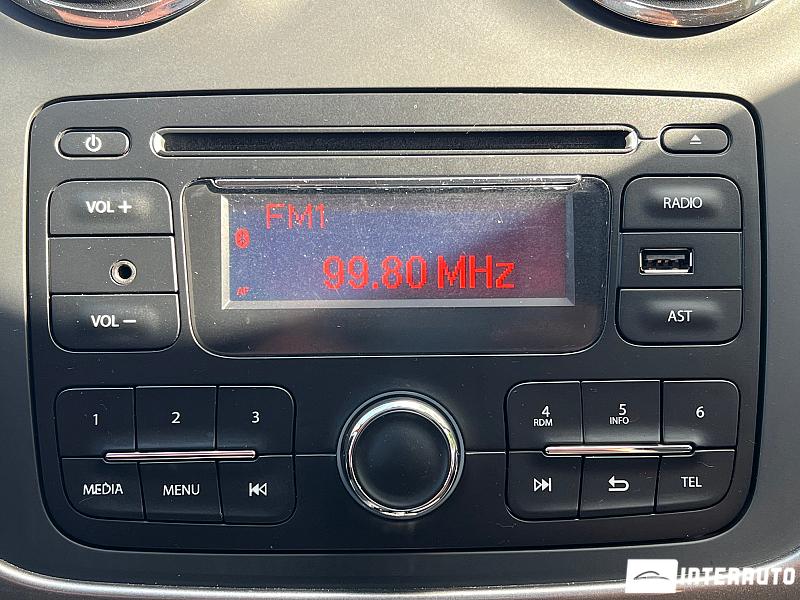 VOL +
RADIO
FM1
99.80 MHz
AF
VOL −
AST
1
2
3
4
RDM
5
INFO
6
MEDIA
MENU
TEL
INTERAUTO